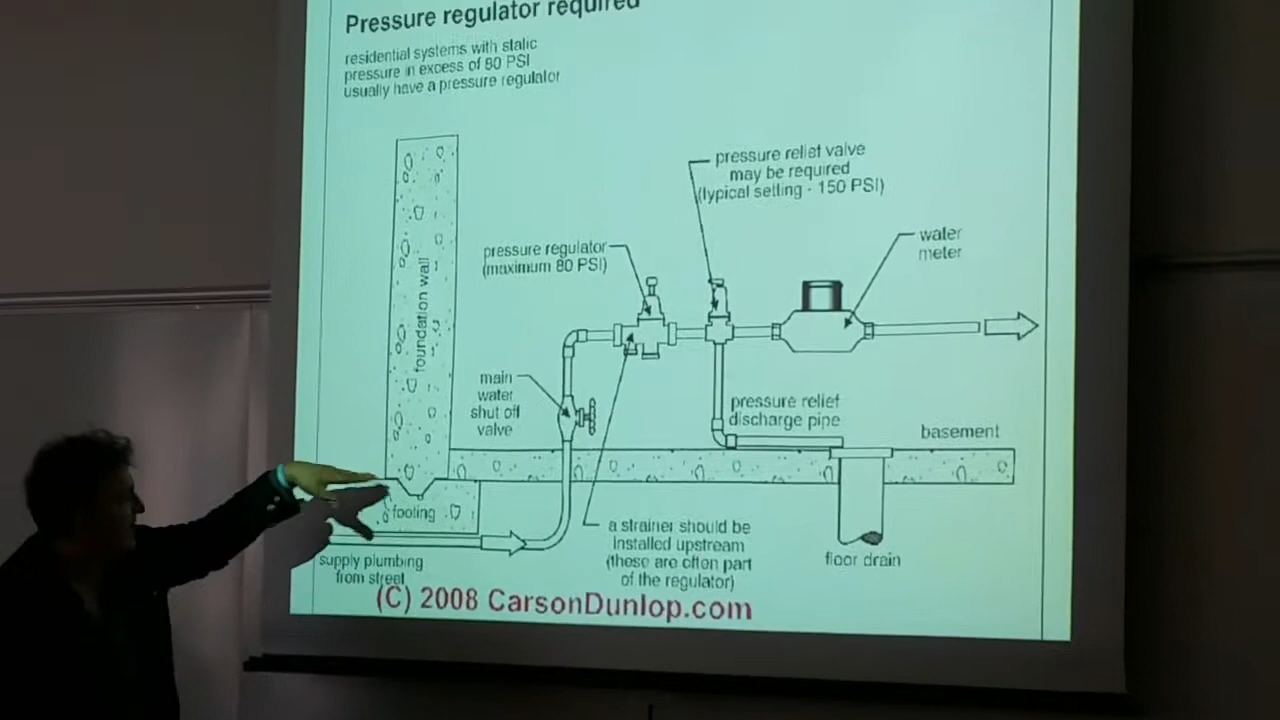 Pressure regulator required
residential systems with static
pressure in excess of 80 PSI
usually have a pressure regulator
pressure relief valve
may be required
(typical setting - 150 PSI)
water
meter
pressure regulator
(maximum 80 PSI)
foundation wall
main
water
shut off
valve
pressure relief
discharge pipe
basement
footing
a strainer should be
installed upstream
(these are often part
of the regulator)
floor drain
supply plumbing
from street
(C) 2008 CarsonDunlop.com